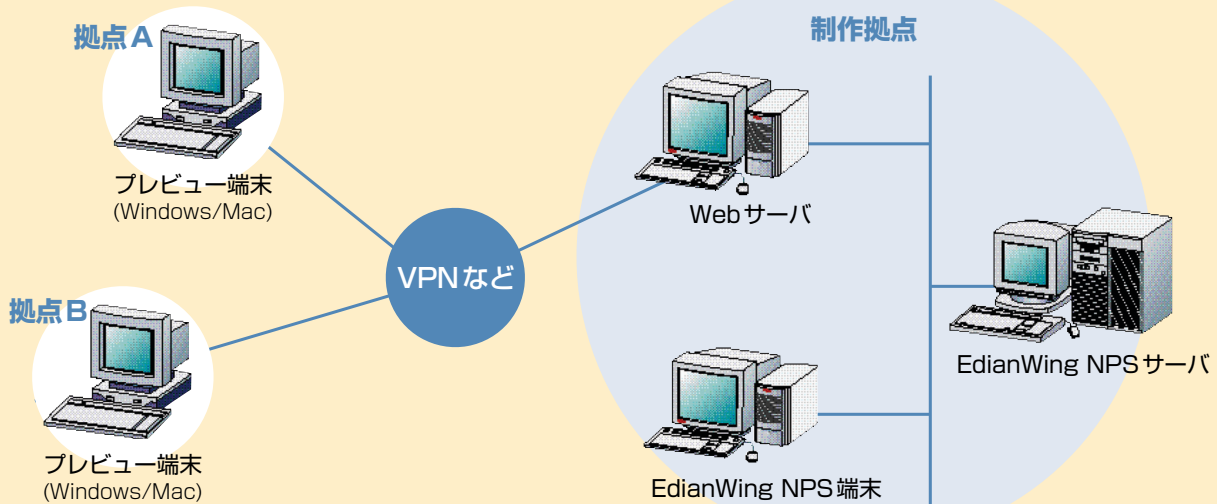 拠点A
プレビュー端末
(Windows/Mac)
拠点B
プレビュー端末
(Windows/Mac)
VPNなど
制作拠点
Webサーバ
EdianWing NPSサーバ
EdianWing NPS端末